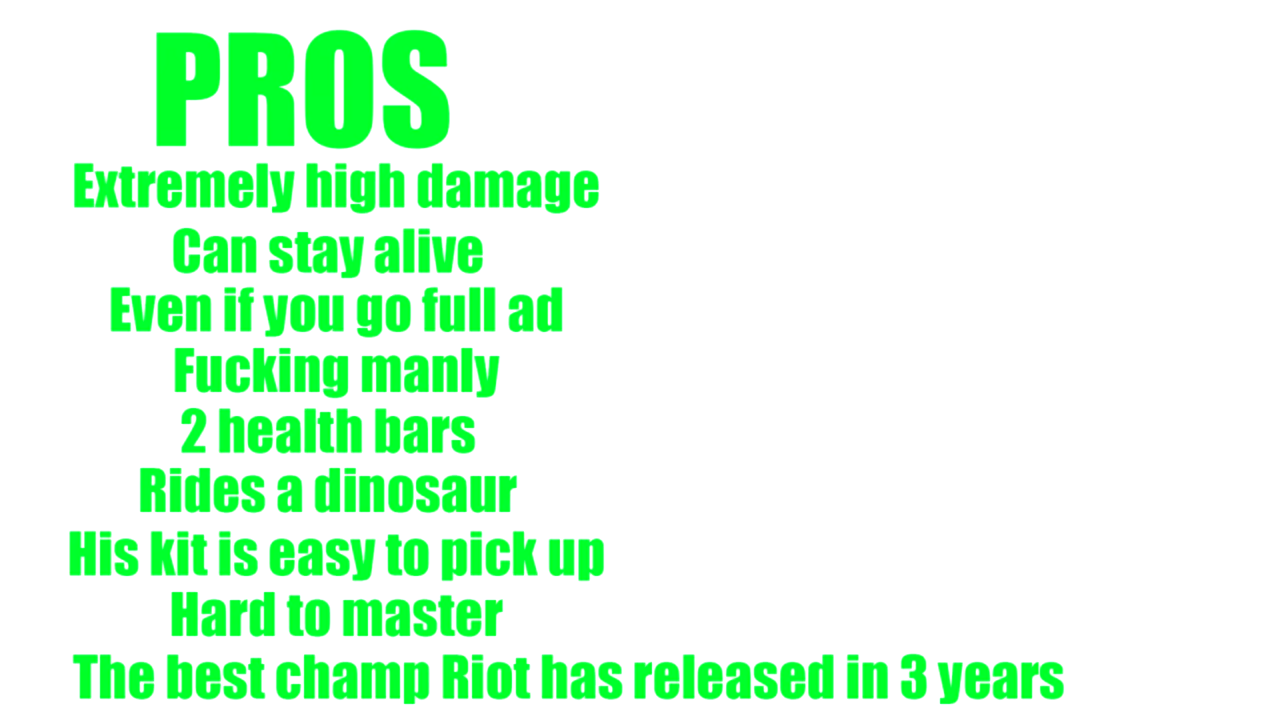 PROS
Extremely high damage
Can stay alive
Even if you go full ad
Fucking manly
2 health bars
Rides a dinosaur
His kit is easy to pick up
Hard to master
The best champ Riot has released in 3 years